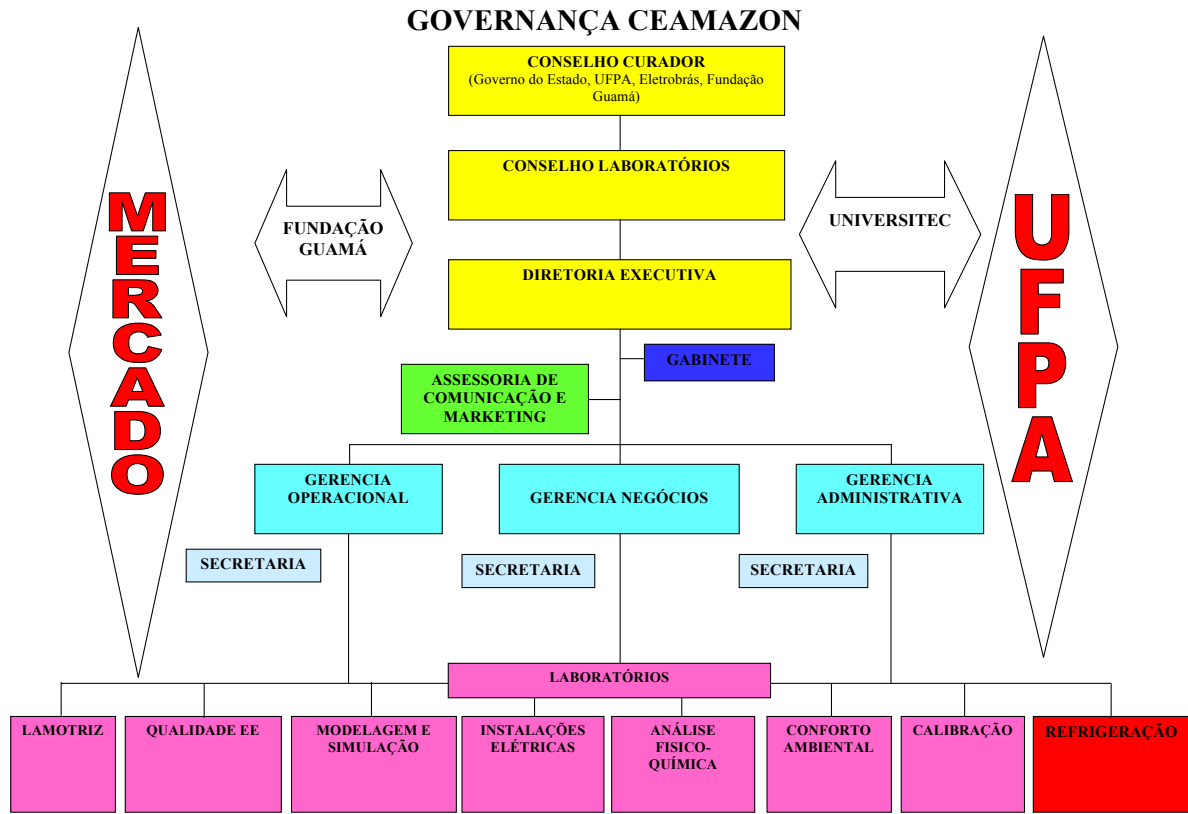 GOVERNANÇA CEAMAZON
CONSELHO CURADOR
(Governo do Estado, UFPA, Eletrobrás, Fundação
Guamá)
CONSELHO LABORATÓRIOS
MERCADO
FUNDAÇÃO
GUAMÁ
UNIVERSITEC
UFPA
DIRETORIA EXECUTIVA
GABINETE
ASSESSORIA DE
COMUNICAÇÃO E
MARKETING
GERENCIA
OPERACIONAL
GERENCIA NEGÓCIOS
GERENCIA
ADMINISTRATIVA
SECRETARIA
SECRETARIA
SECRETARIA
LABORATÓRIOS
LAMOTRIZ
QUALIDADE EE
MODELAGEM E
SIMULAÇÃO
INSTALAÇÕES
ELÉTRICAS
ANÁLISE
FISICO-
QUÍMICA
CONFORTO
AMBIENTAL
CALIBRAÇÃO
REFRIGERAÇÃO